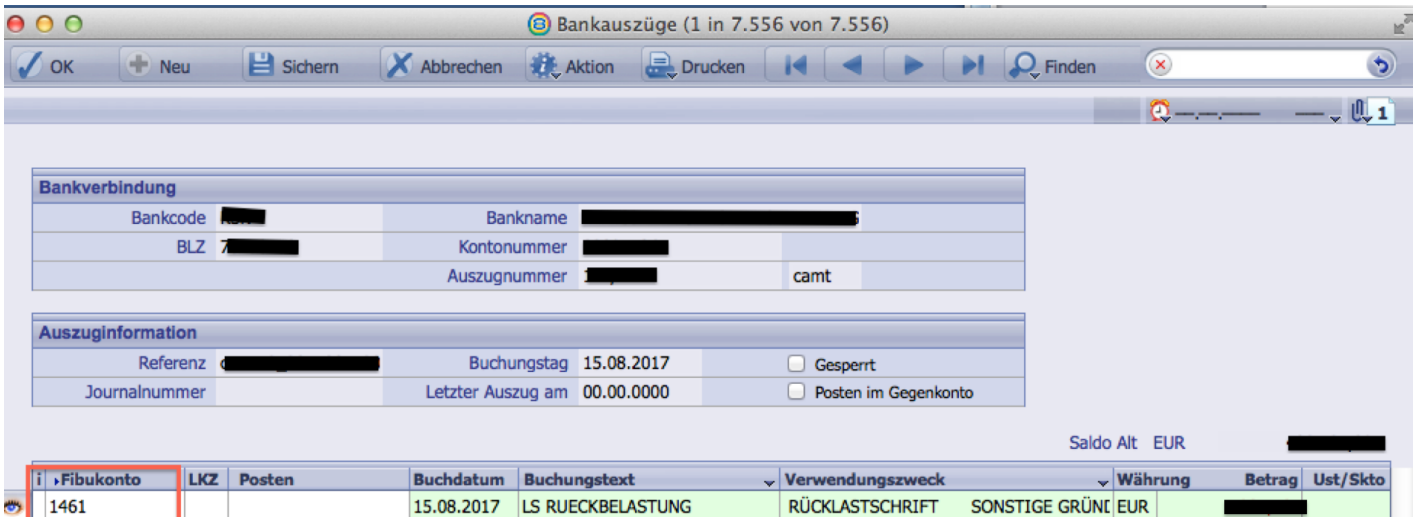 Bankauszüge (1 in 7.556 von 7.556)
OK Neu Sichern Abbrechen Aktion Drucken Finden
1
Bankverbindung
Bankcode Bankname
BLZ 7 Kontonummer
Auszugnummer camt
Auszuginformation
Referenz Buchungstag 15.08.2017 Gesperrt
Journalnummer Letzter Auszug am 00.00.0000 Posten im Gegenkonto
Saldo Alt EUR
i Fibukonto LKZ Posten Buchdatum Buchungstext Verwendungszweck Währung Betrag Ust/Skto
1461 15.08.2017 LS RUECKBELASTUNG RÜCKLASTSCHRIFT SONSTIGE GRÜND EUR